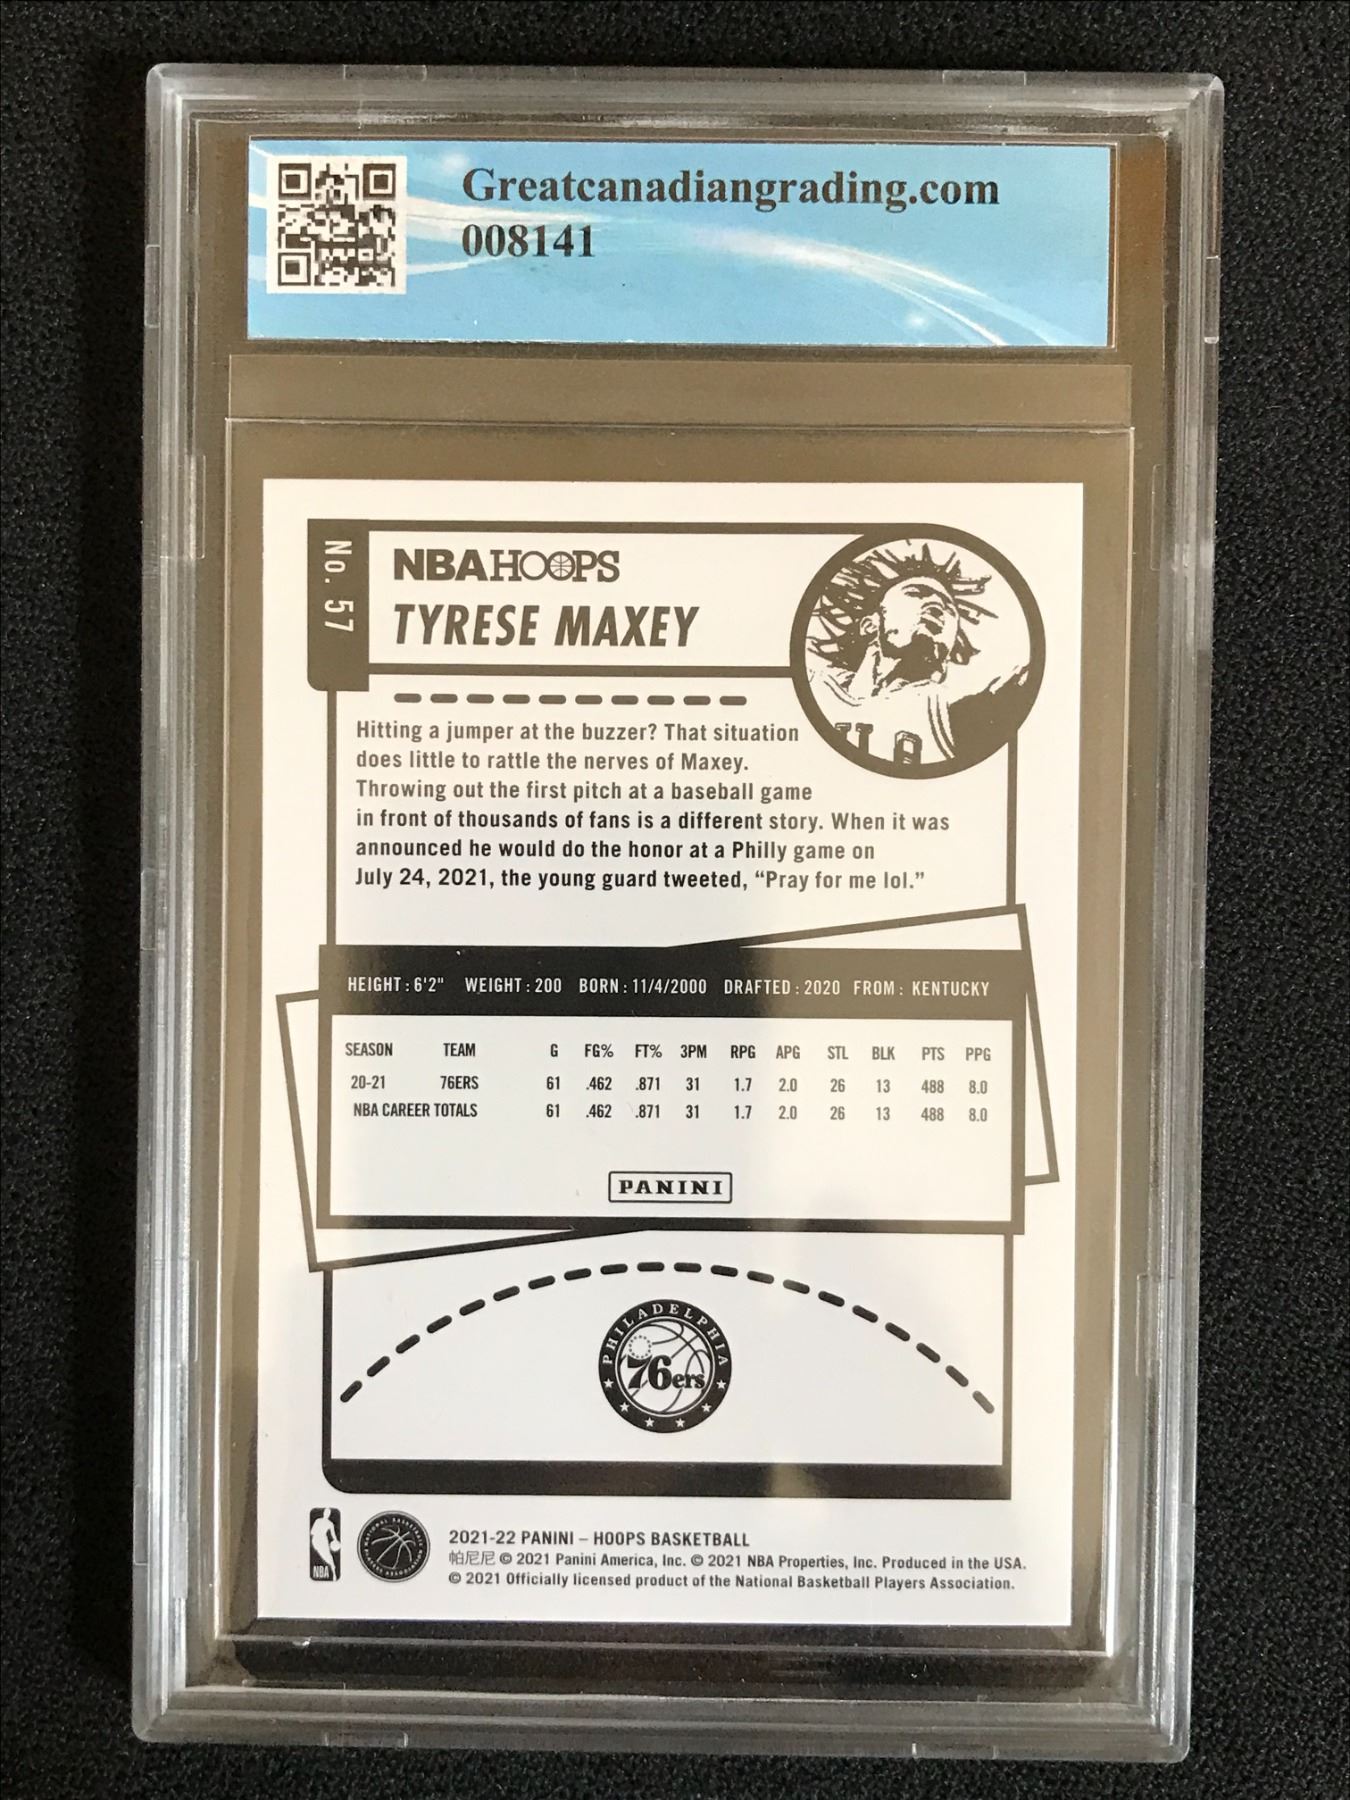 Greatcanadiangrading.com
008141
No. 57
NBA HOOPS
TYRESE MAXEY
Hitting a jumper at the buzzer? That situation
does little to rattle the nerves of Maxey.
Throwing out the first pitch at a baseball game
in front of thousands of fans is a different story. When it was
announced he would do the honor at a Philly game on
July 24, 2021, the young guard tweeted, “Pray for me lol.”
HEIGHT: 6'2" WEIGHT: 200 BORN: 11/4/2000 DRAFTED: 2020 FROM: KENTUCKY
SEASON TEAM G FG% FT% 3PM RPG APG STL BLK PTS PPG
20-21 76ERS 61 .462 .871 31 1.7 2.0 26 13 488 8.0
NBA CAREER TOTALS 61 .462 .871 31 1.7 2.0 26 13 488 8.0
PANINI
PHILADELPHIA
76ers
NBA
NATIONAL BASKETBALL
PLAYERS ASSOCIATION
2021-22 PANINI – HOOPS BASKETBALL
帕尼尼 © 2021 Panini America, Inc. © 2021 NBA Properties, Inc. Produced in the USA.
© 2021 Officially licensed product of the National Basketball Players Association.